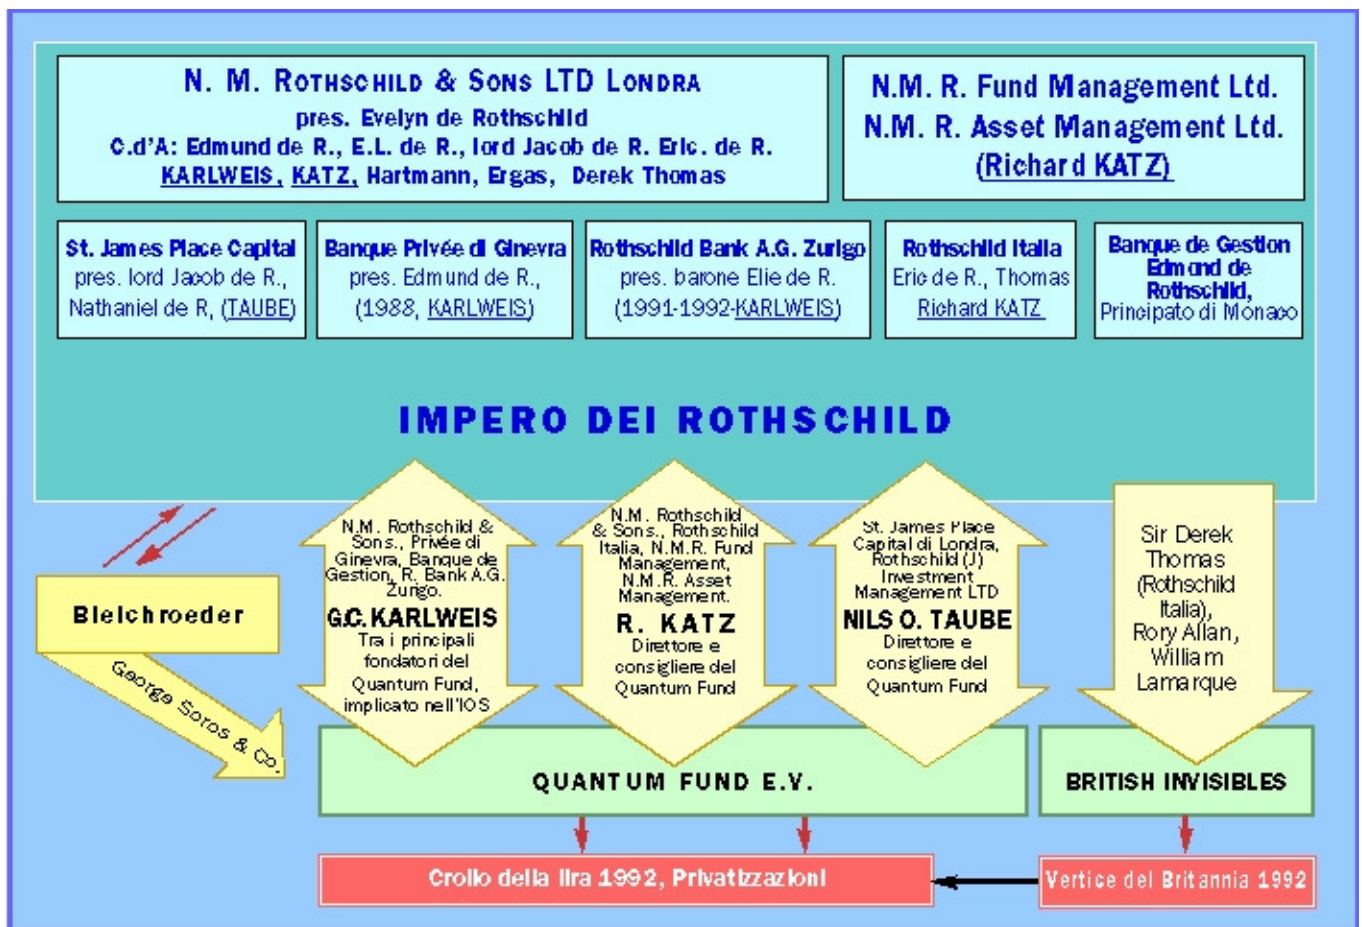 N. M. ROTHSCHILD & SONS LTD LONDRA
pres. Evelyn de Rothschild
C.d'A: Edmund de R., E.L. de R., lord Jacob de R. Eric. de R.
KARLWEIS, KATZ, Hartmann, Ergas, Derek Thomas
N.M. R. Fund Management Ltd.
N.M. R. Asset Management Ltd.
(Richard KATZ)
St. James Place Capital
pres. lord Jacob de R.,
Nathaniel de R, (TAUBE)
Banque Privée di Ginevra
pres. Edmund de R.,
(1988, KARLWEIS)
Rothschild Bank A.G. Zurigo
pres. barone Elie de R.
(1991-1992-KARLWEIS)
Rothschild Italia
Eric de R., Thomas
Richard KATZ
Banque de Gestion
Edmond de
Rothschild,
Principato di Monaco
IMPERO DEI ROTHSCHILD
Bleichroeder
George Soros & Co.
N.M. Rothschild &
Sons., Privée di
Ginevra, Banque de
Gestion, R. Bank A.G.
Zurigo.
G.C. KARLWEIS
Tra i principali
fondatori del
Quantum Fund,
implicato nell'IOS
N.M. Rothschild
& Sons., Rothschild
Italia, N.M.R. Fund
Management,
N.M.R. Asset
Management.
R. KATZ
Direttore e
consigliere del
Quantum Fund
St. James Place
Capital di Londra,
Rothschild (J)
Investment
Management LTD
NILS O. TAUBE
Direttore e
consigliere del
Quantum Fund
Sir Derek
Thomas
(Rothschild
Italia),
Rory Allan,
William
Lamarque
QUANTUM FUND E.V.
BRITISH INVISIBLES
Crollo della lira 1992, Privatizzazioni
Vertice del Britannia 1992